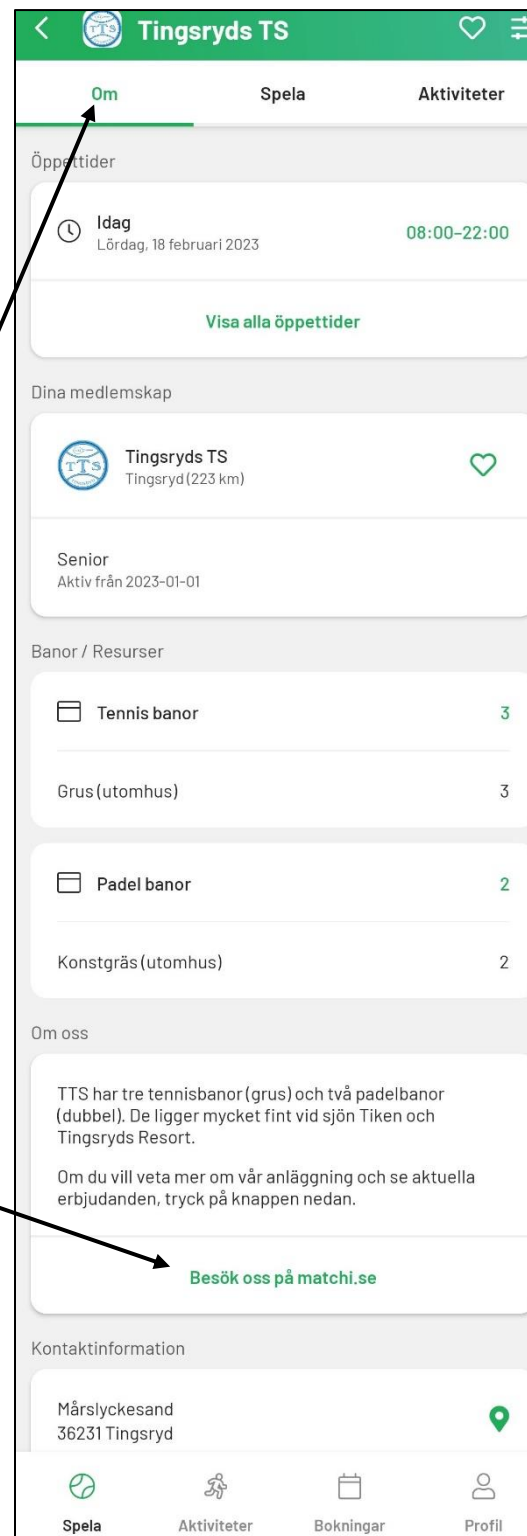 TTS
Tingsryds TS
Om
Spela
Aktiviteter
Öppettider
Idag
Lördag, 18 februari 2023
08:00-22:00
Visa alla öppettider
Dina medlemskap
TTS
Tingsryds TS
Tingsryd (223 km)
Senior
Aktiv från 2023-01-01
Banor / Resurser
Tennis banor
3
Grus (utomhus)
3
Padel banor
2
Konstgräs (utomhus)
2
Om oss
TTS har tre tennisbanor (grus) och två padelbanor
(dubbel). De ligger mycket fint vid sjön Tiken och
Tingsryds Resort.
Om du vill veta mer om vår anläggning och se aktuella
erbjudanden, tryck på knappen nedan.
Besök oss på matchi.se
Kontaktinformation
Mårslyckesand
36231 Tingsryd
Spela
Aktiviteter
Bokningar
Profil